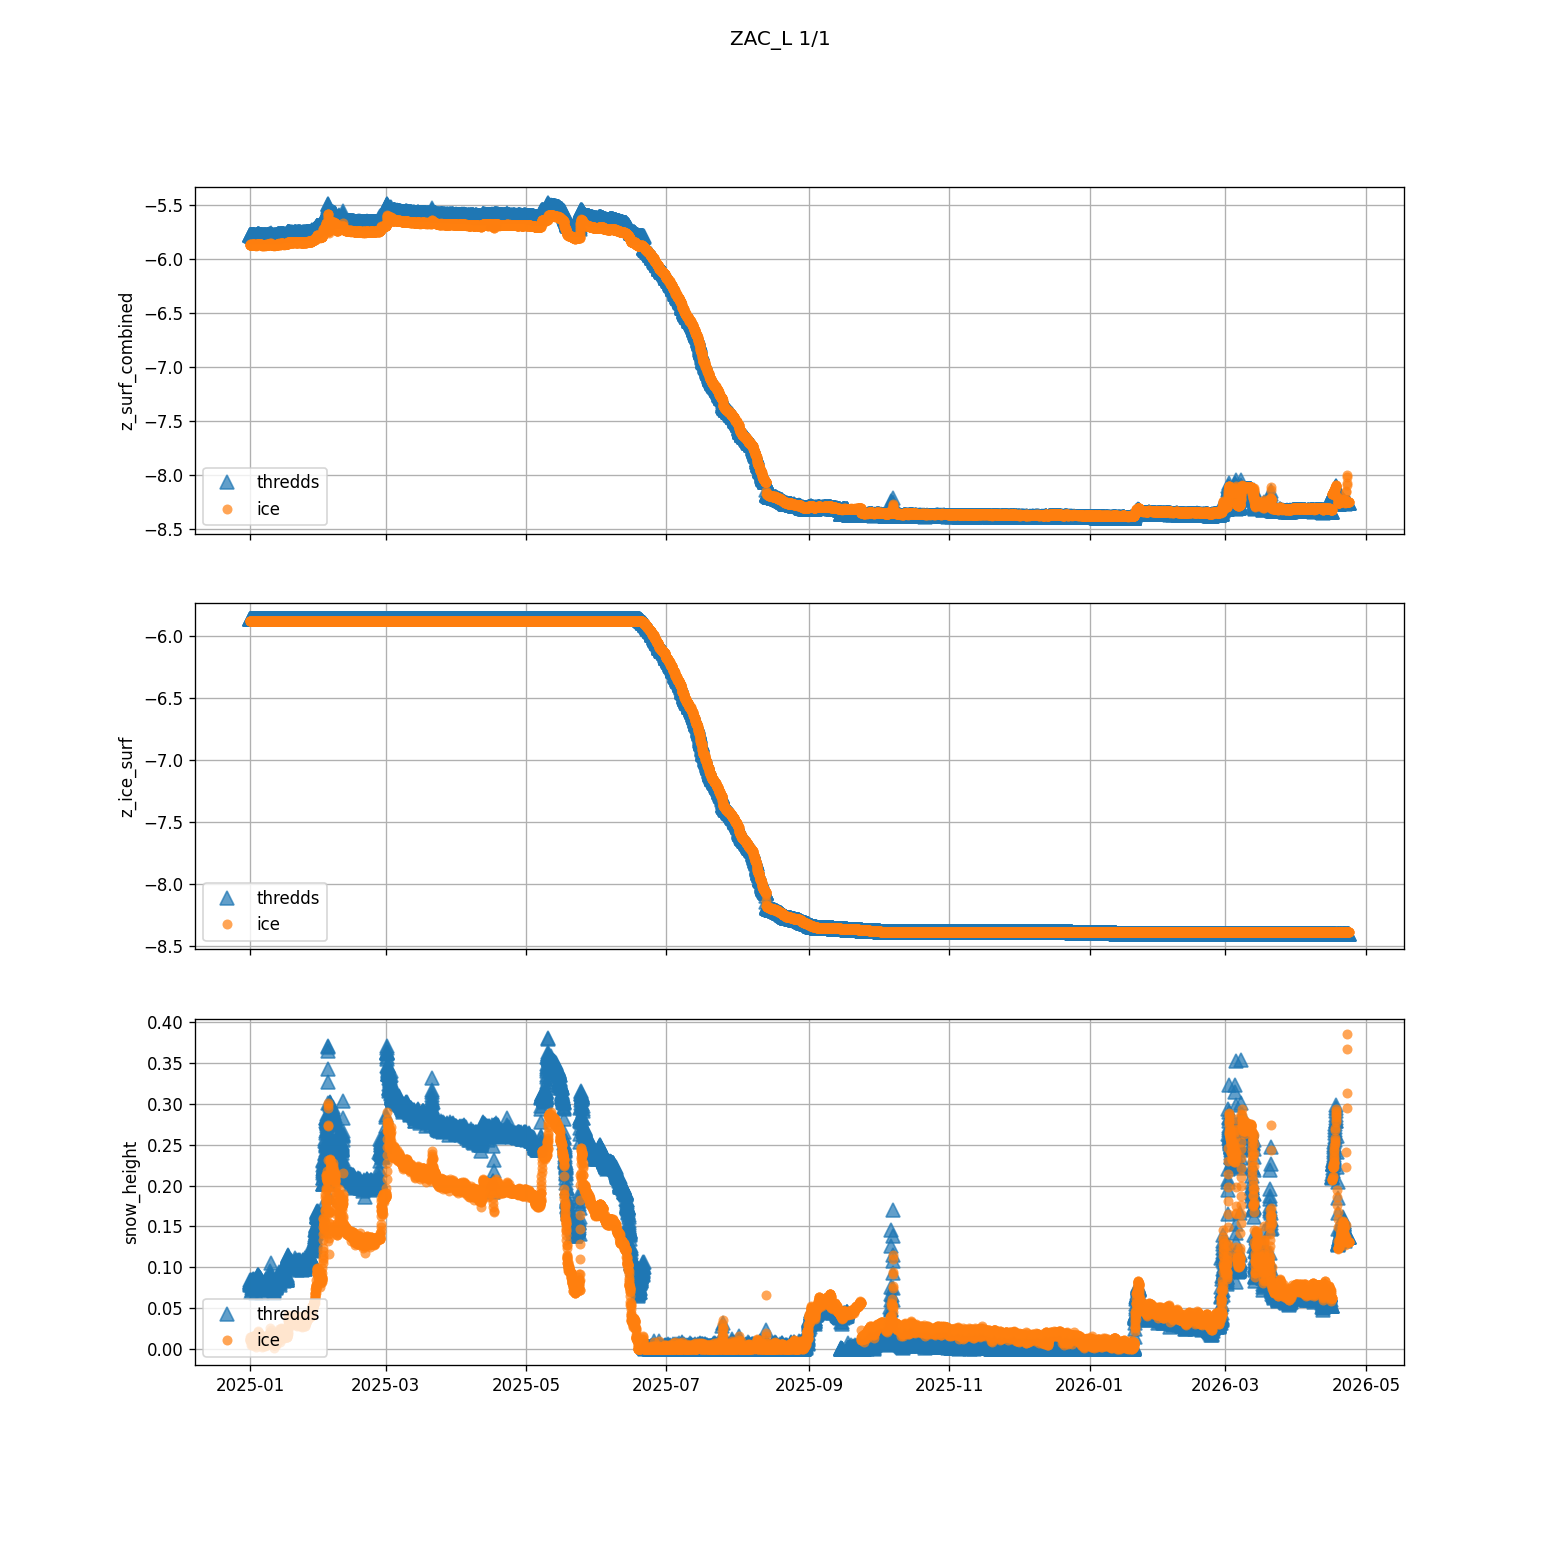 ZAC_L 1/1
z_surf_combined
−5.5
−6.0
−6.5
−7.0
−7.5
−8.0
−8.5
thredds
ice
z_ice_surf
−6.0
−6.5
−7.0
−7.5
−8.0
−8.5
thredds
ice
snow_height
0.40
0.35
0.30
0.25
0.20
0.15
0.10
0.05
0.00
thredds
ice
2025-01 2025-03 2025-05 2025-07 2025-09 2025-11 2026-01 2026-03 2026-05